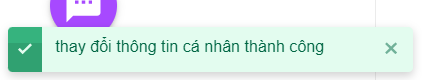 thay đổi thông tin cá nhân thành công